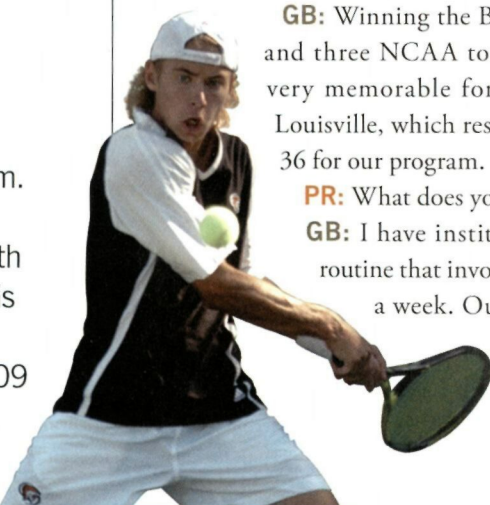 m.
th
s
09
GB: Winning the B
and three NCAA to
very memorable for
Louisville, which res
36 for our program.
PR: What does yo
GB: I have instit
routine that invo
a week. Ou